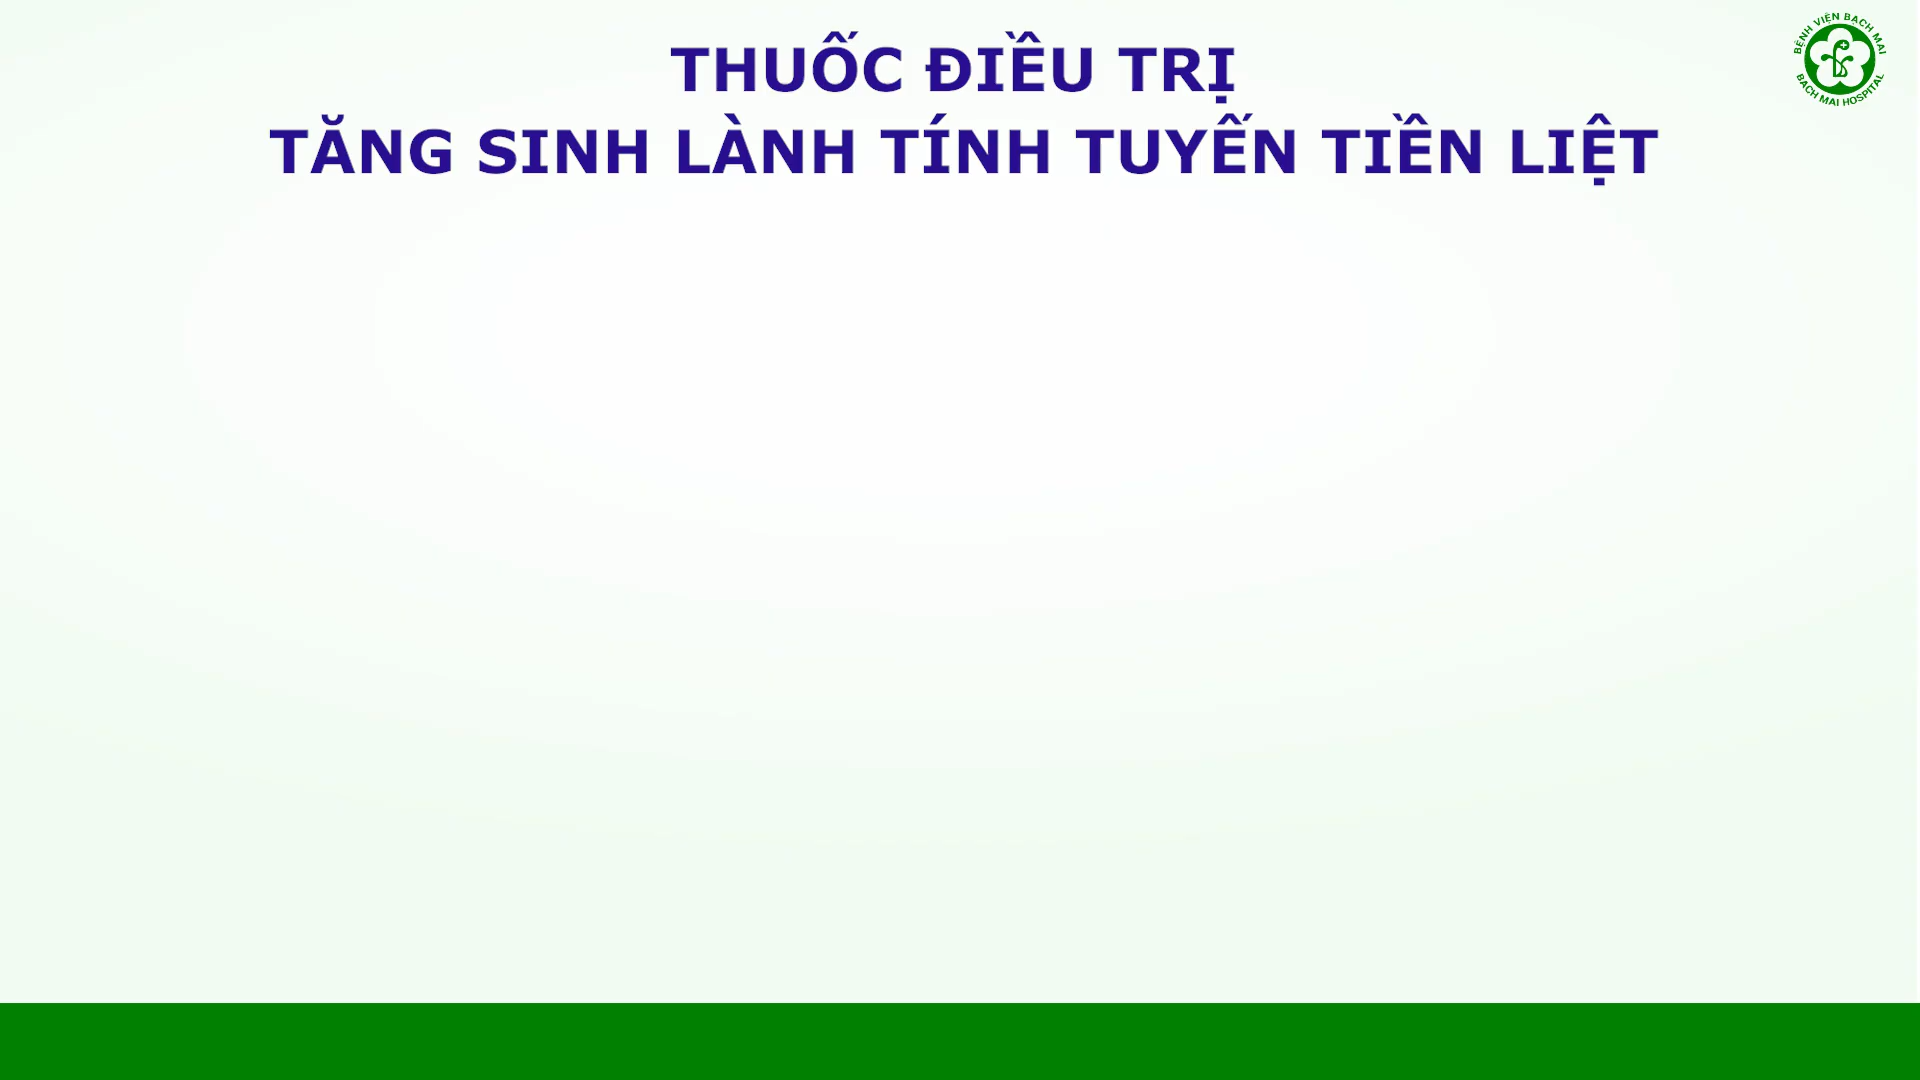 THUỐC ĐIỀU TRỊ
TĂNG SINH LÀNH TÍNH TUYẾN TIỀN LIỆT
BỆNH VIỆN BẠCH MAI
BACH MAI HOSPITAL